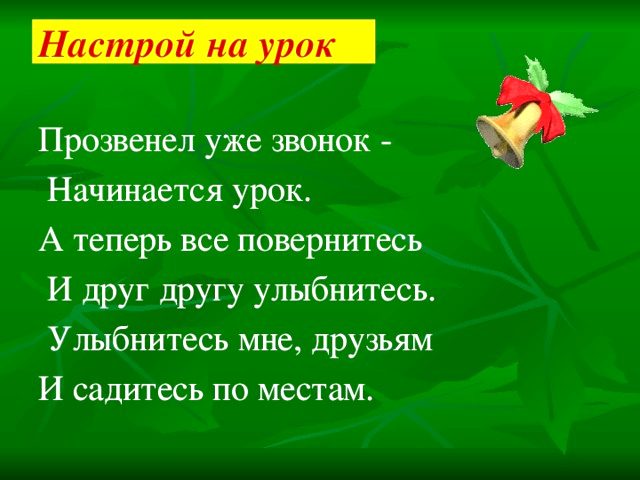 Настрой на урок
Прозвенел уже звонок -
Начинается урок.
А теперь все повернитесь
И друг другу улыбнитесь.
Улыбнитесь мне, друзьям
И садитесь по местам.